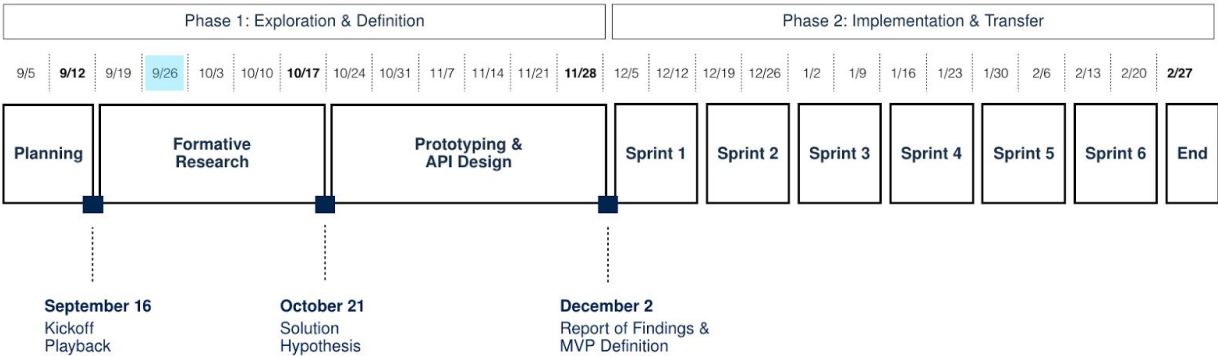 Phase 1: Exploration & Definition
Phase 2: Implementation & Transfer
9/5 9/12 9/19 9/26 10/3 10/10 10/17 10/24 10/31 11/7 11/14 11/21 11/28 12/5 12/12 12/19 12/26 1/2 1/9 1/16 1/23 1/30 2/6 2/13 2/20 2/27
Planning
Formative
Research
Prototyping &
API Design
Sprint 1
Sprint 2
Sprint 3
Sprint 4
Sprint 5
Sprint 6
End
September 16
Kickoff
Playback
October 21
Solution
Hypothesis
December 2
Report of Findings &
MVP Definition